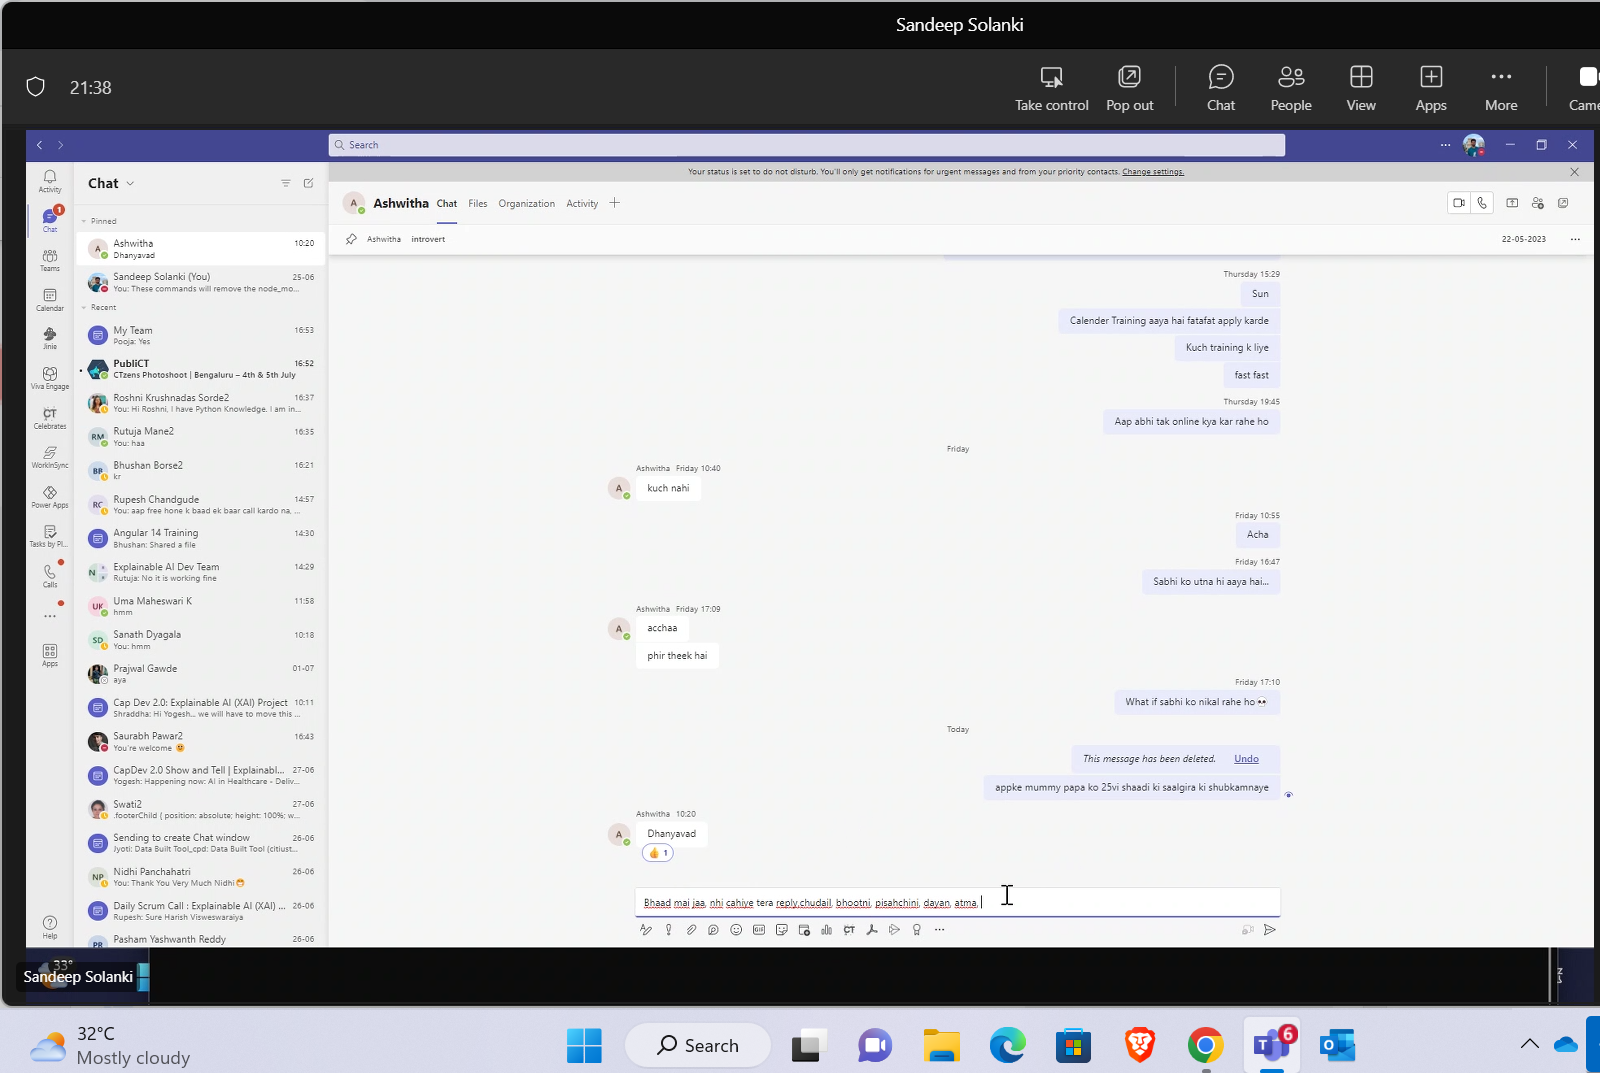 Sandeep Solanki
21:38
Take control
Pop out
Chat
People
View
Apps
More
Came
Search
Your status is set to do not disturb. You'll only get notifications for urgent messages and from your priority contacts. Change settings.
Activity
Chat
1
Teams
Calendar
Jinie
Viva Engage
CT
Celebrates
WorkInSync
Power Apps
Tasks by Pl...
Calls
Apps
Help
Chat
Pinned
A
Ashwitha 10:20
Dhanyavad
Sandeep Solanki (You) 25-06
You: These commands will remove the node_mo...
Recent
My Team 16:53
Pooja: Yes
PubliCT 16:52
CTzens Photoshoot | Bengaluru – 4th & 5th July
Roshni Krushnadas Sorde2 16:37
You: Hi Roshni, I have Python Knowledge. I am in...
RM
Rutuja Mane2 16:35
You: haa
BB
Bhushan Borse2 16:21
kr
RC
Rupesh Chandgude 14:57
You: aap free hone k baad ek baar call kardo na. ...
Angular 14 Training 14:30
Bhushan: Shared a file
N
Explainable AI Dev Team 14:29
Rutuja: No it is working fine
UK
Uma Maheswari K 11:58
hmm
SD
Sanath Dyagala 10:18
You: hmm
Prajwal Gawde 01-07
aya
Cap Dev 2.0: Explainable AI (XAI) Project 10:11
Shraddha: Hi Yogesh... we will have to move this ...
Saurabh Pawar2 16:43
You're welcome 🙂
CapDev 2.0 Show and Tell | Explainabl... 27-06
Yogesh: Happening now: AI in Healthcare - Deliv...
Swati2 27-06
.footerChild { position: absolute; height: 100%; w...
Sending to create Chat window 26-06
Jyoti: Data Built Tool_cpd: Data Built Tool (citiust...
NP
Nidhi Panchahatri 26-06
You: Thank You Very Much Nidhi😁
Daily Scrum Call : Explainable AI (XAI) ... 26-06
Rupesh: Sure Harish Visweswaraiya
PR
Pasham Yashwanth Reddy 26-06
A
Ashwitha Chat Files Organization Activity
Ashwitha introvert 22-05-2023
Thursday 15:29
Sun
Calender Training aaya hai fatafat apply karde
Kuch training k liye
fast fast
Thursday 19:45
Aap abhi tak online kya kar rahe ho
Friday
Ashwitha Friday 10:40
A
kuch nahi
Friday 10:55
Acha
Friday 16:47
Sabhi ko utna hi aaya hai...
Ashwitha Friday 17:09
A
acchaa
phir theek hai
Friday 17:10
What if sabhi ko nikal rahe ho💀
Today
This message has been deleted. Undo
appke mummy papa ko 25vi shaadi ki saalgira ki shubkamnaye
Ashwitha 10:20
A
Dhanyavad
👍 1
Bhaad mai jaa, nhi cahiye tera reply,chudail, bhootni, pisahchini, dayan, atma,
GIF
CT
33°
Sandeep Solanki
32°C
Mostly cloudy
Search
T
6
O